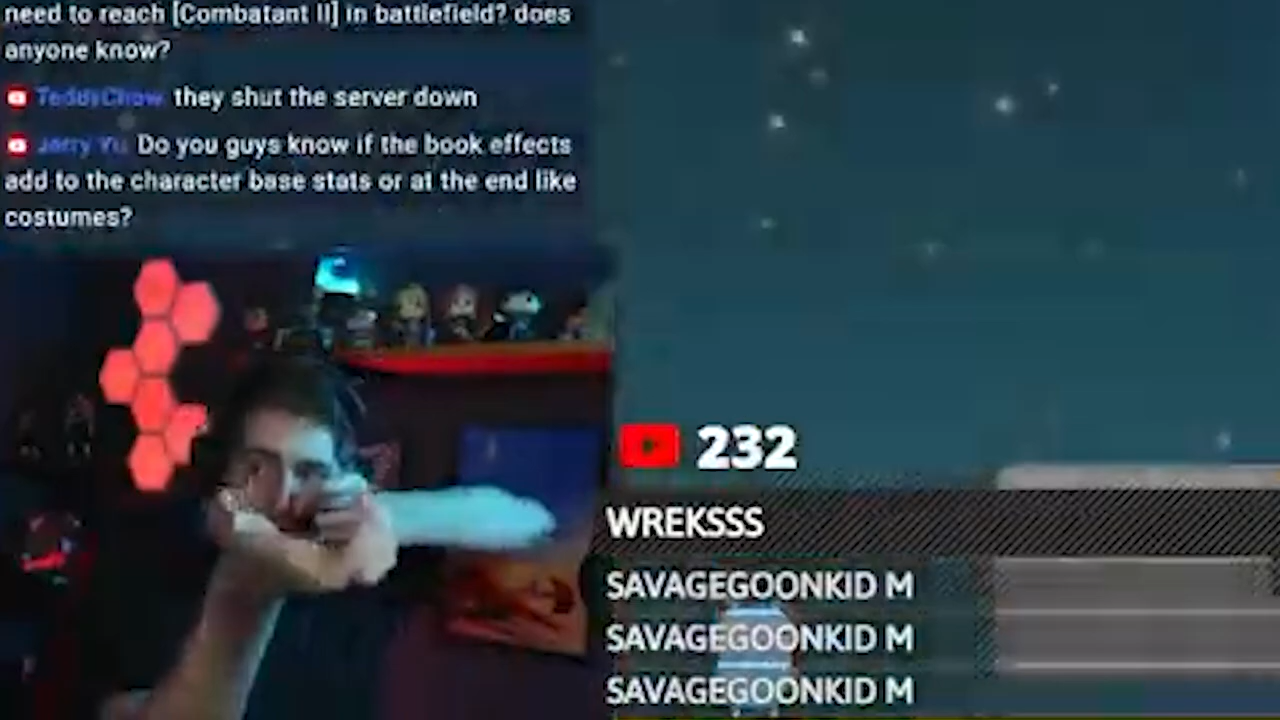 need to reach [Combatant II] in battlefield? does
anyone know?
TeddsChow they shut the server down
Jerry Yu Do you guys know if the book effects
add to the character base stats or at the end like
costumes?
232
WREKSSS
SAVAGEGOONKID M
SAVAGEGOONKID M
SAVAGEGOONKID M